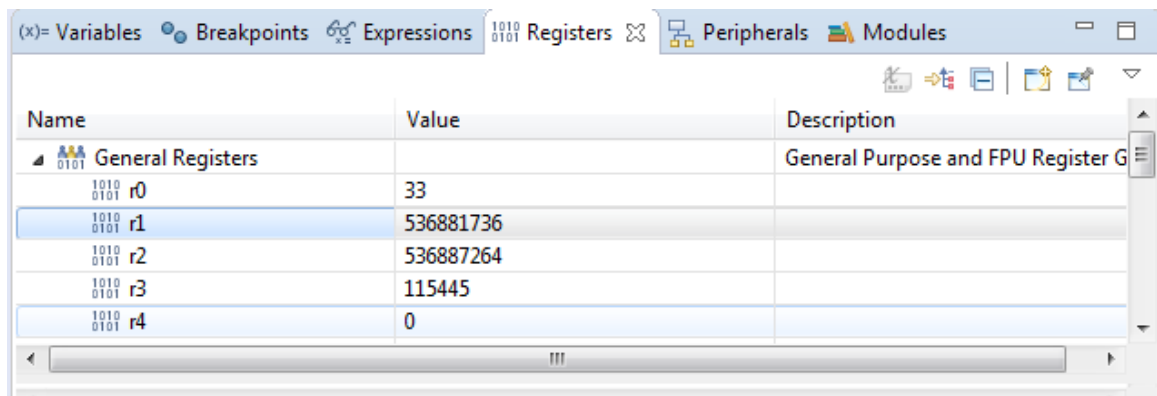 (x)= Variables Breakpoints Expressions 1010 0101 Registers Peripherals Modules
Name Value Description
0101 General Registers General Purpose and FPU Register G
1010 0101 r0 33
1010 0101 r1 536881736
1010 0101 r2 536887264
1010 0101 r3 115445
1010 0101 r4 0